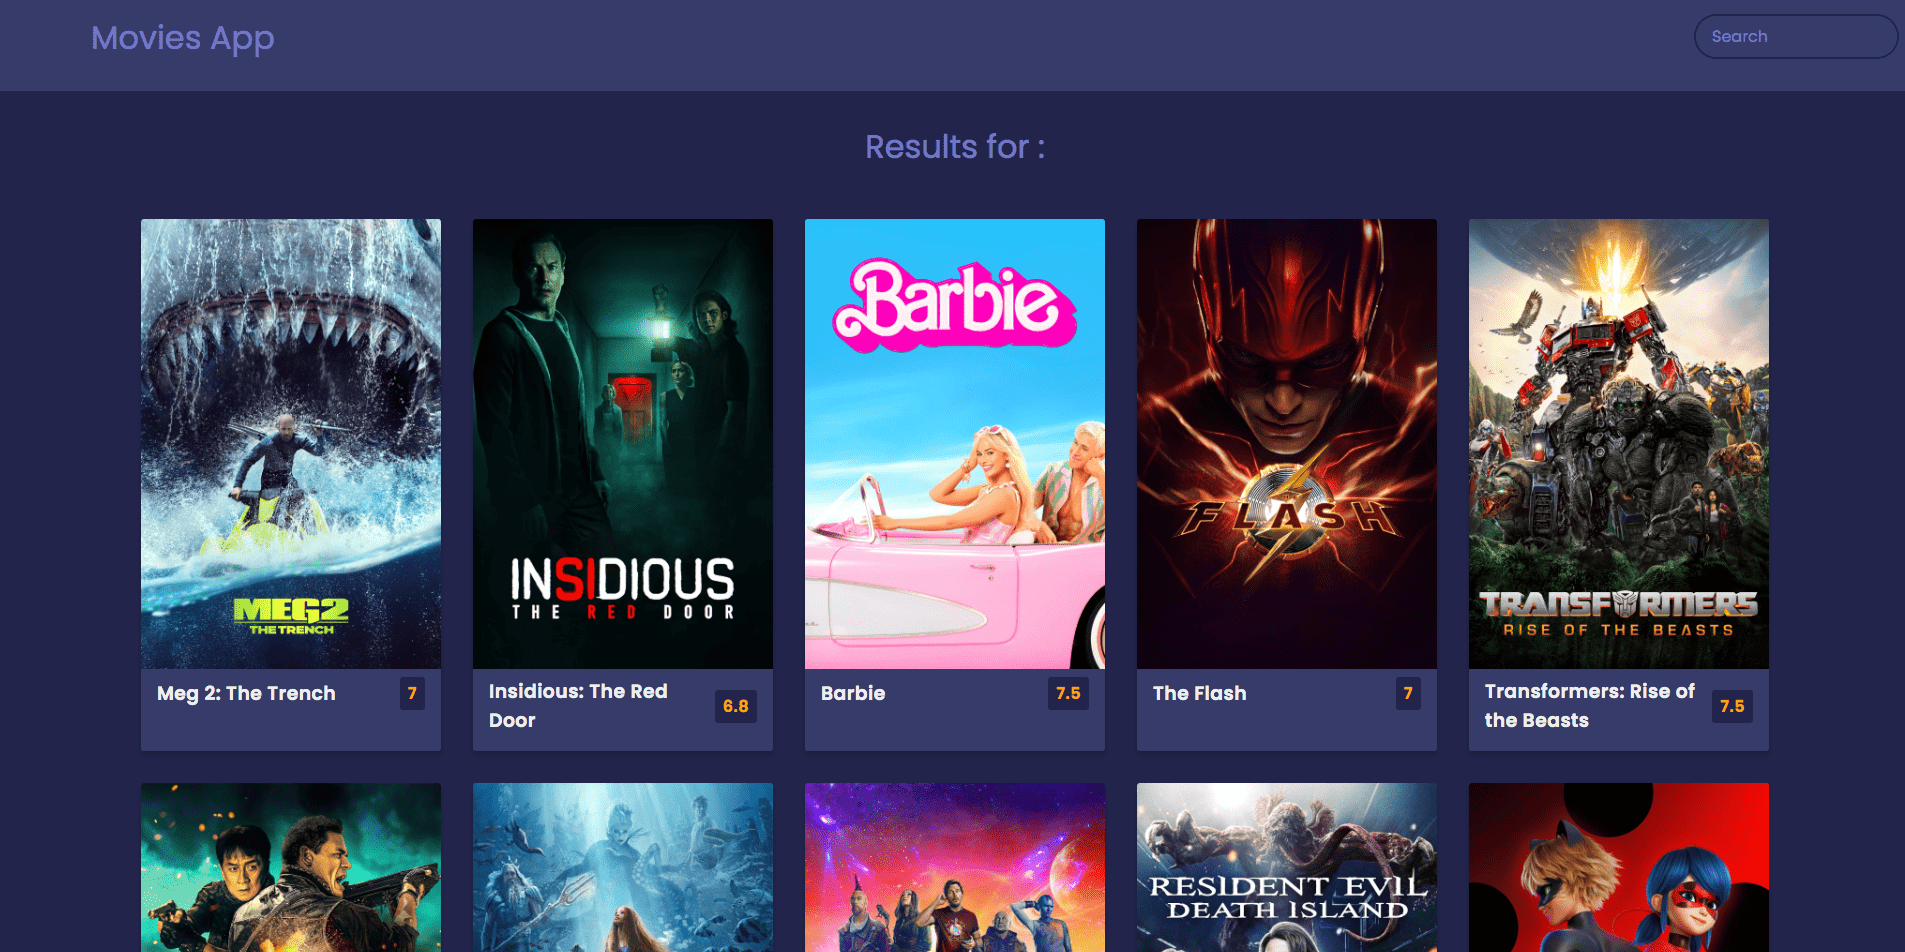 Movies App
Search
Results for :
Barbie
FLASH
INSIDIOUS
THE RED DOOR
MEG2
THE TRENCH
TRANSFORMERS
RISE OF THE BEASTS
Meg 2: The Trench
7
Insidious: The Red
Door
6.8
Barbie
7.5
The Flash
7
Transformers: Rise of
the Beasts
7.5
RESIDENT EVIL
DEATH ISLAND